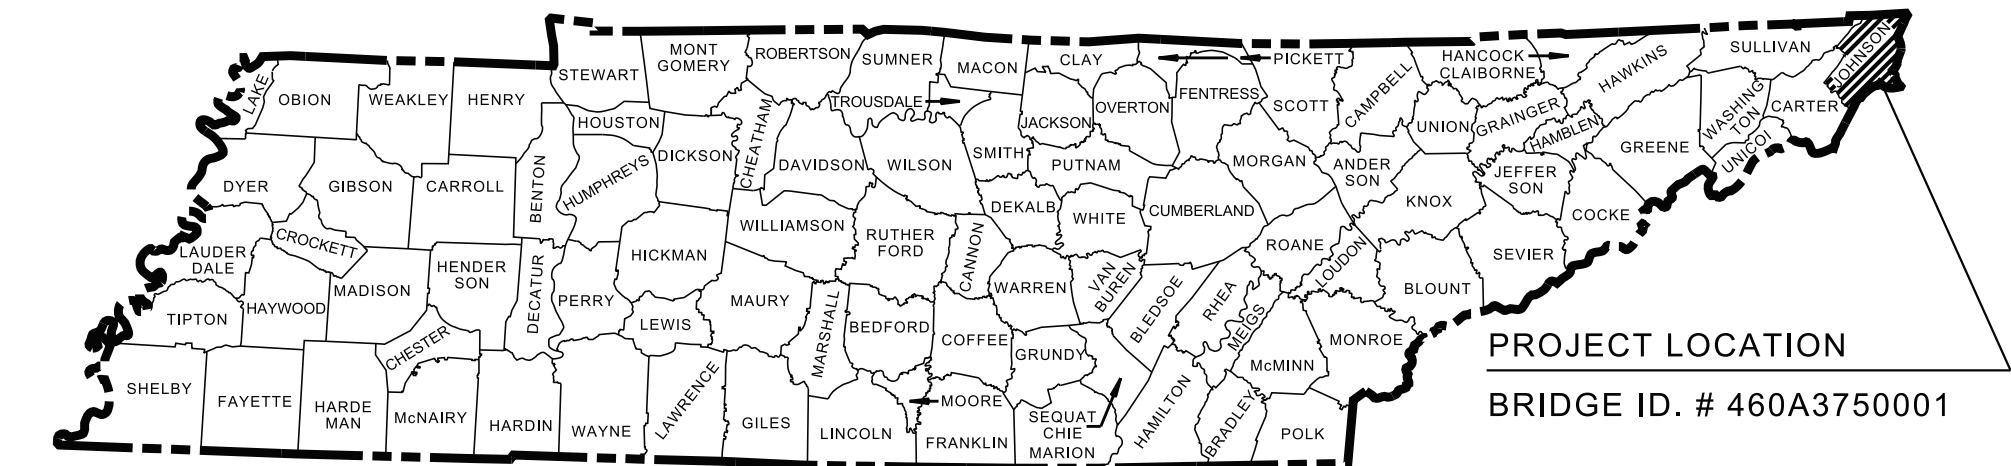 LAKE
OBION
WEAKLEY
HENRY
STEWART
MONT
GOMERY
ROBERTSON
SUMNER
MACON
CLAY
PICKETT
HANCOCK
CLAIBORNE
HAWKINS
SULLIVAN
JOHNSON
TROUSDALE
HOUSTON
CHEATHAM
JACKSON
OVERTON
FENTRESS
SCOTT
CAMPBELL
UNION
GRAINGER
HAMBLEN
WASHING
TON
CARTER
UNICOI
GREENE
DYER
GIBSON
CARROLL
BENTON
HUMPHREYS
DICKSON
DAVIDSON
WILSON
SMITH
PUTNAM
MORGAN
ANDER
SON
JEFFER
SON
KNOX
COCKE
LAUDER
DALE
CROCKETT
HENDER
SON
DECATUR
PERRY
HICKMAN
WILLIAMSON
RUTHER
FORD
CANNON
DEKALB
WHITE
CUMBERLAND
ROANE
LOUDON
SEVIER
BLOUNT
TIPTON
HAYWOOD
MADISON
CHESTER
LEWIS
MAURY
MARSHALL
BEDFORD
COFFEE
WARREN
VAN
BUREN
BLEDSOE
RHEA
MEIGS
MONROE
McMINN
SHELBY
FAYETTE
HARDE
MAN
McNAIRY
HARDIN
WAYNE
LAWRENCE
GILES
LINCOLN
MOORE
FRANKLIN
GRUNDY
SEQUAT
CHIE
MARION
HAMILTON
BRADLEY
POLK
PROJECT LOCATION
BRIDGE ID. # 460A3750001